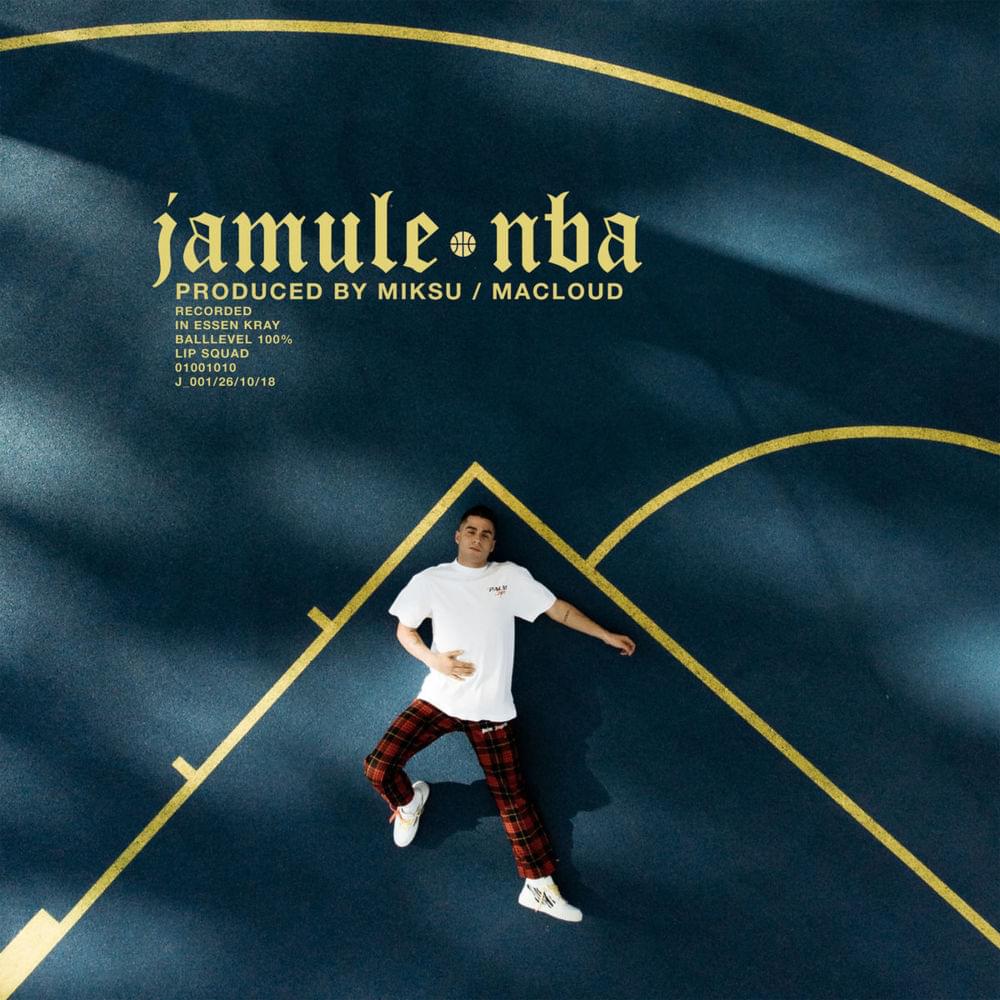 jamule nba
PRODUCED BY MIKSU / MACLOUD
RECORDED
IN ESSEN KRAY
BALLLEVEL 100%
LIP SQUAD
01001010
J_001/26/10/18